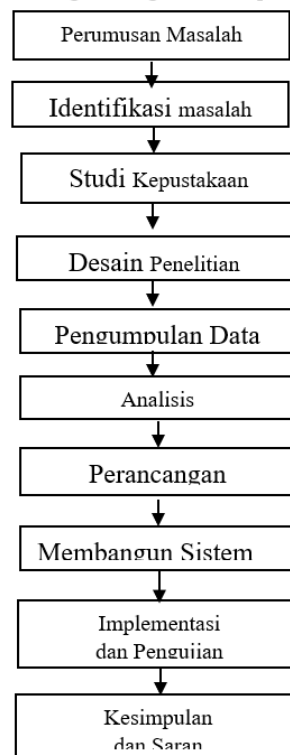 Perumusan Masalah
Identifikasi masalah
Studi Kepustakaan
Desain Penelitian
Pengumpulan Data
Analisis
Perancangan
Membangun Sistem
Implementasi
dan Pengujian
Kesimpulan
dan Saran